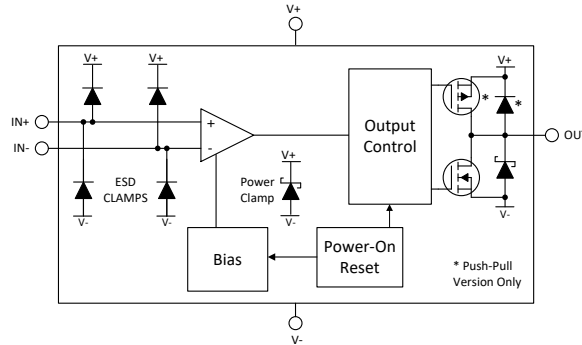 V+
V+
V+
V+
*
*
IN+
IN-
+
-
Output
Control
OUT
ESD
CLAMPS
V+
Power
Clamp
V-
V-
V-
V-
Bias
Power-On
Reset
* Push-Pull
Version Only
V-